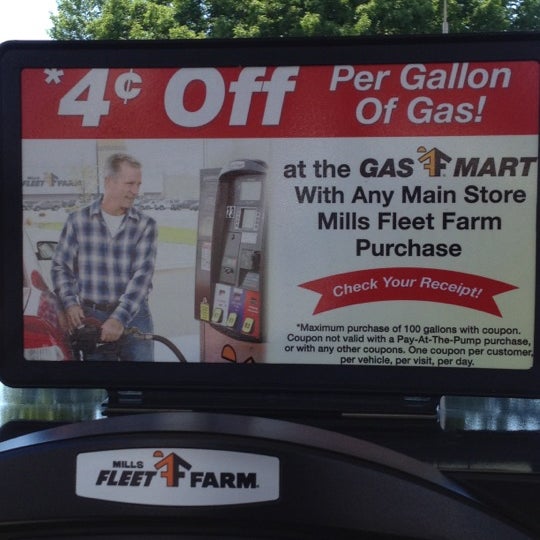 *4¢ Off
Per Gallon
Of Gas!
at the GAS FF MART
With Any Main Store
Mills Fleet Farm
Purchase
Check Your Receipt!
*Maximum purchase of 100 gallons with coupon.
Coupon not valid with a Pay-At-The-Pump purchase,
or with any other coupons. One coupon per customer,
per vehicle, per visit, per day.
FLEET FARM
23
MILLS
FLEET FF FARM